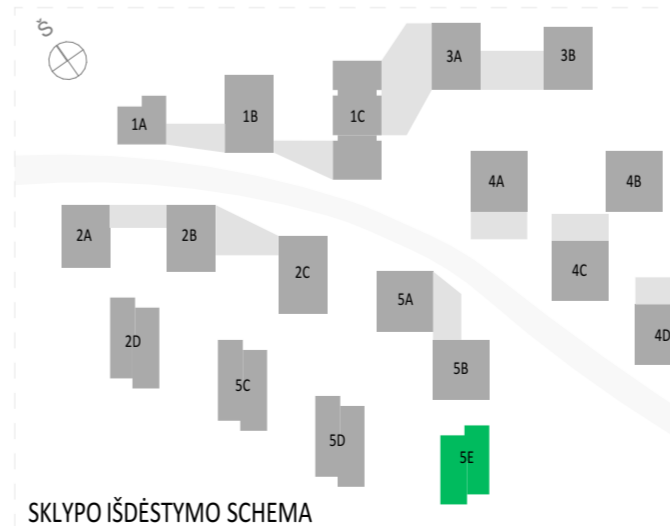 Š
3A
3B
1A
1B
1C
4A
4B
2A
2B
2C
4C
5A
4D
2D
5B
5C
5D
5E
SKLYPO IŠDĖSTYMO SCHEMA